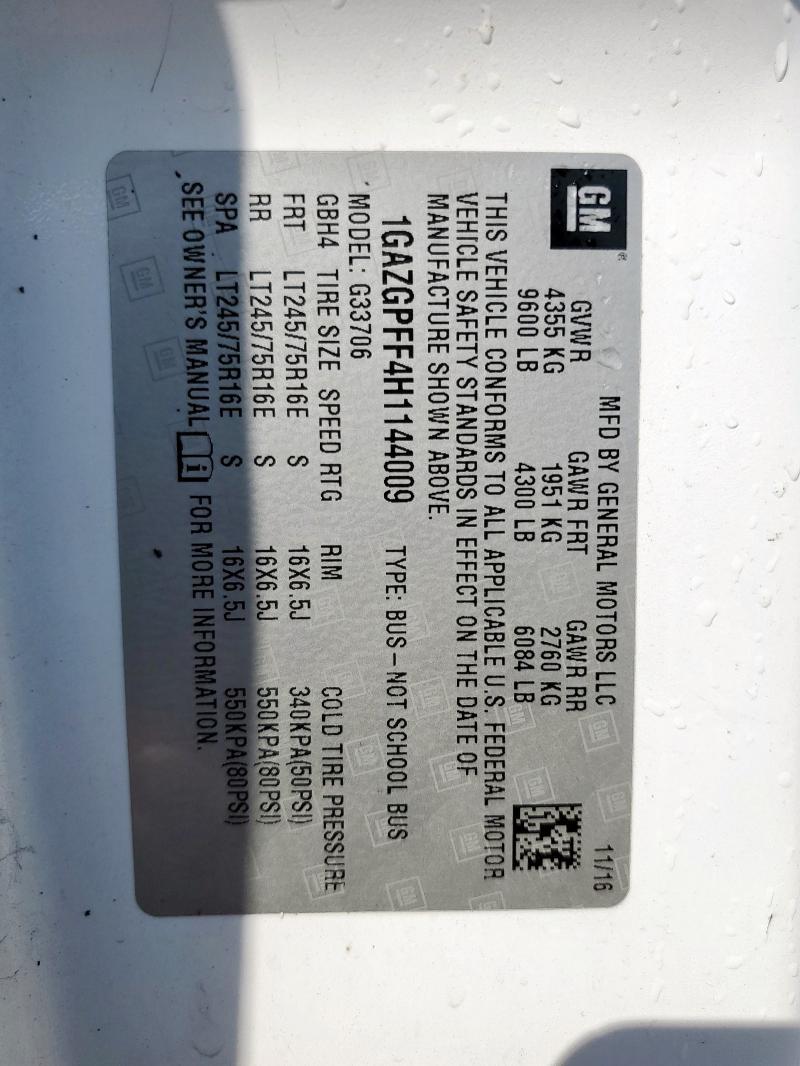 GM®
MFD BY GENERAL MOTORS LLC 11/16
GVWR GAWR FRT GAWR RR
4355 KG 1951 KG 2760 KG
9600 LB 4300 LB 6084 LB
THIS VEHICLE CONFORMS TO ALL APPLICABLE U.S. FEDERAL MOTOR
VEHICLE SAFETY STANDARDS IN EFFECT ON THE DATE OF
MANUFACTURE SHOWN ABOVE.
1GAZGPFF4H1144009 TYPE: BUS – NOT SCHOOL BUS
MODEL: G33706
GBH4 TIRE SIZE SPEED RTG RIM COLD TIRE PRESSURE
FRT LT245/75R16E S 16X6.5J 340KPA(50PSI)
RR LT245/75R16E S 16X6.5J 550KPA(80PSI)
SPA LT245/75R16E S 16X6.5J 550KPA(80PSI)
SEE OWNER'S MANUAL i FOR MORE INFORMATION.